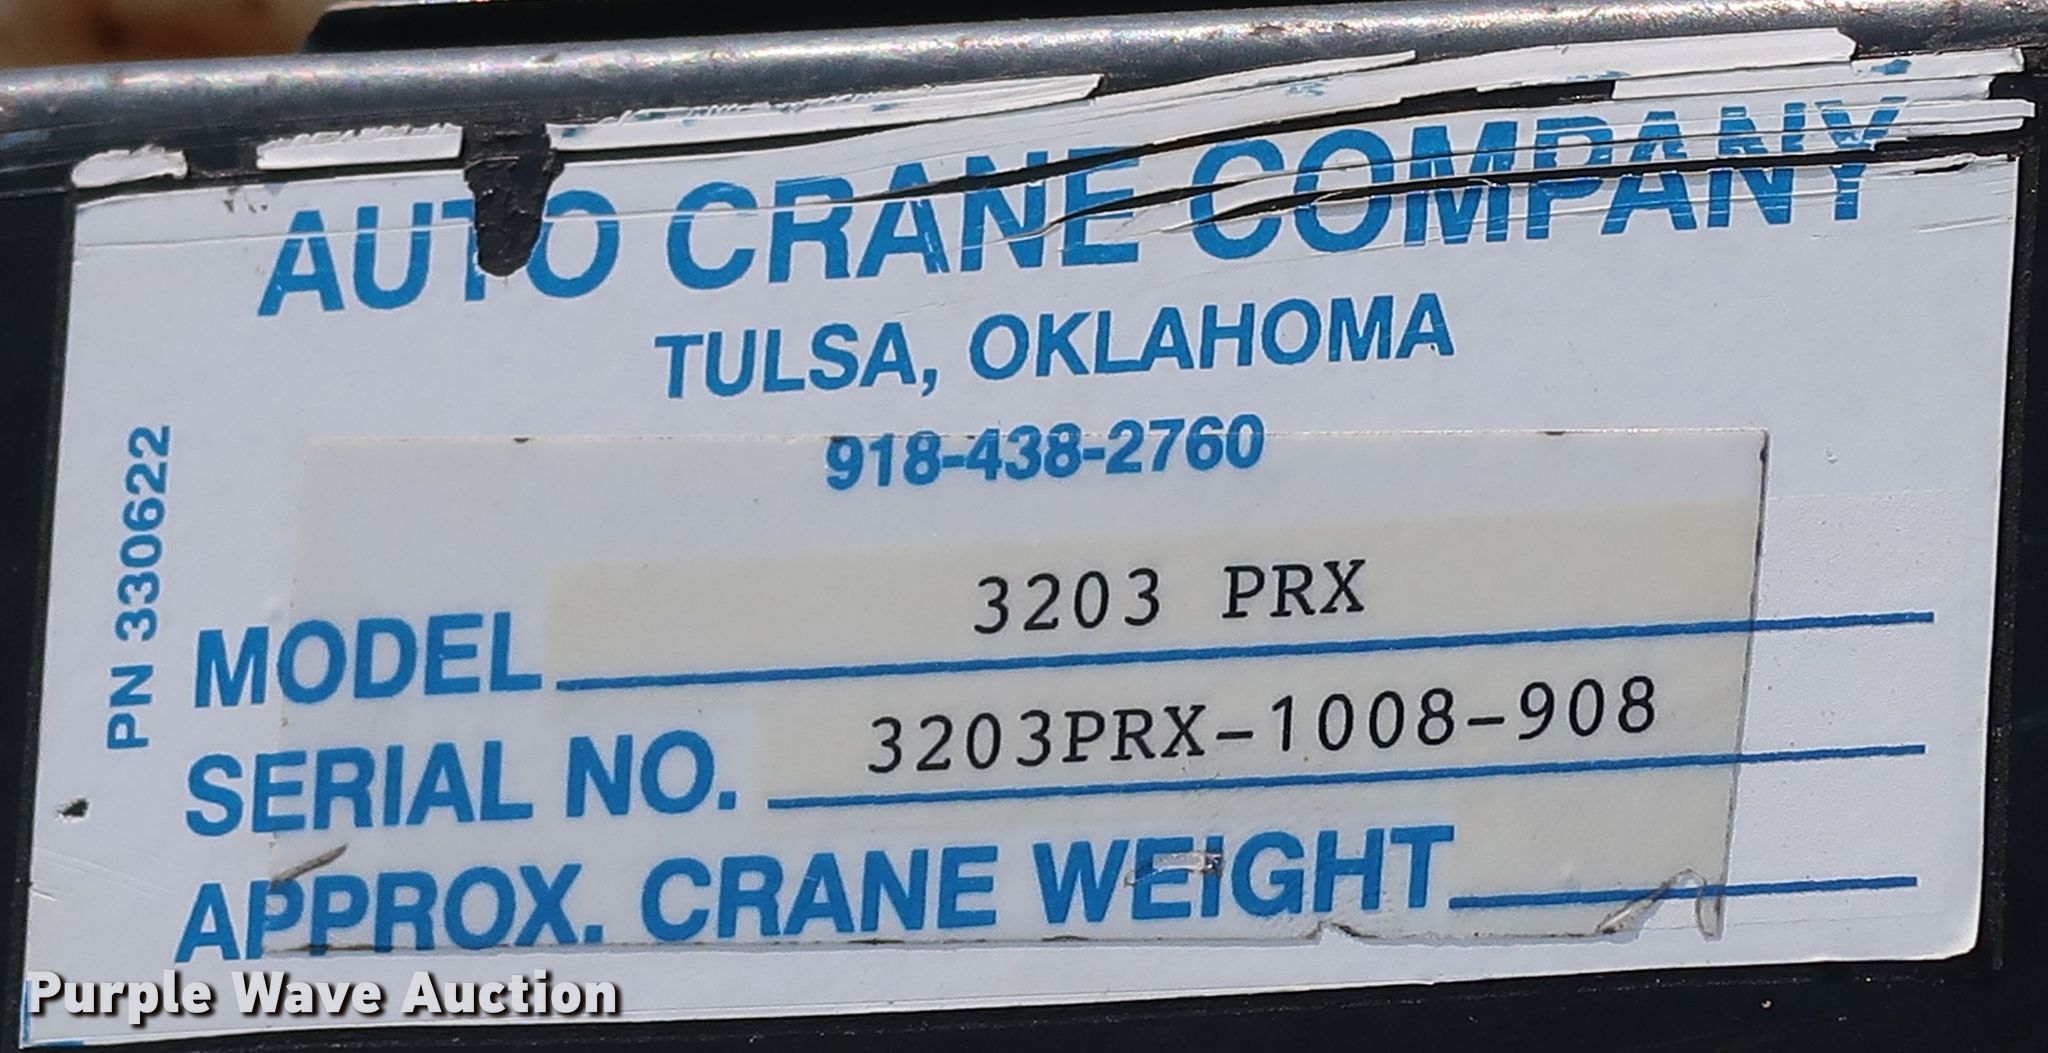 AUTO CRANE COMPANY
TULSA, OKLAHOMA
918-438-2760
PN 330622
MODEL 3203 PRX
SERIAL NO. 3203PRX-1008-908
APPROX. CRANE WEIGHT
Purple Wave Auction